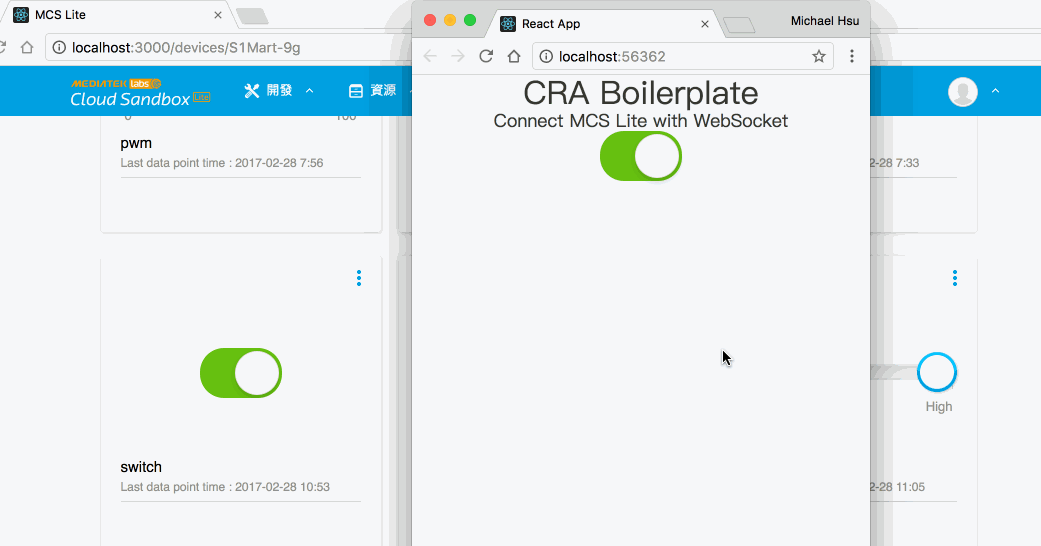 MCS Lite
localhost:3000/devices/S1Mart-9g
MEDIATEK labs
Cloud Sandbox Lite
開發
資源
100
pwm
Last data point time : 2017-02-28 7:56
switch
Last data point time : 2017-02-28 10:53
React App
Michael Hsu
localhost:56362
CRA Boilerplate
Connect MCS Lite with WebSocket
2-28 7:33
High
2-28 11:05